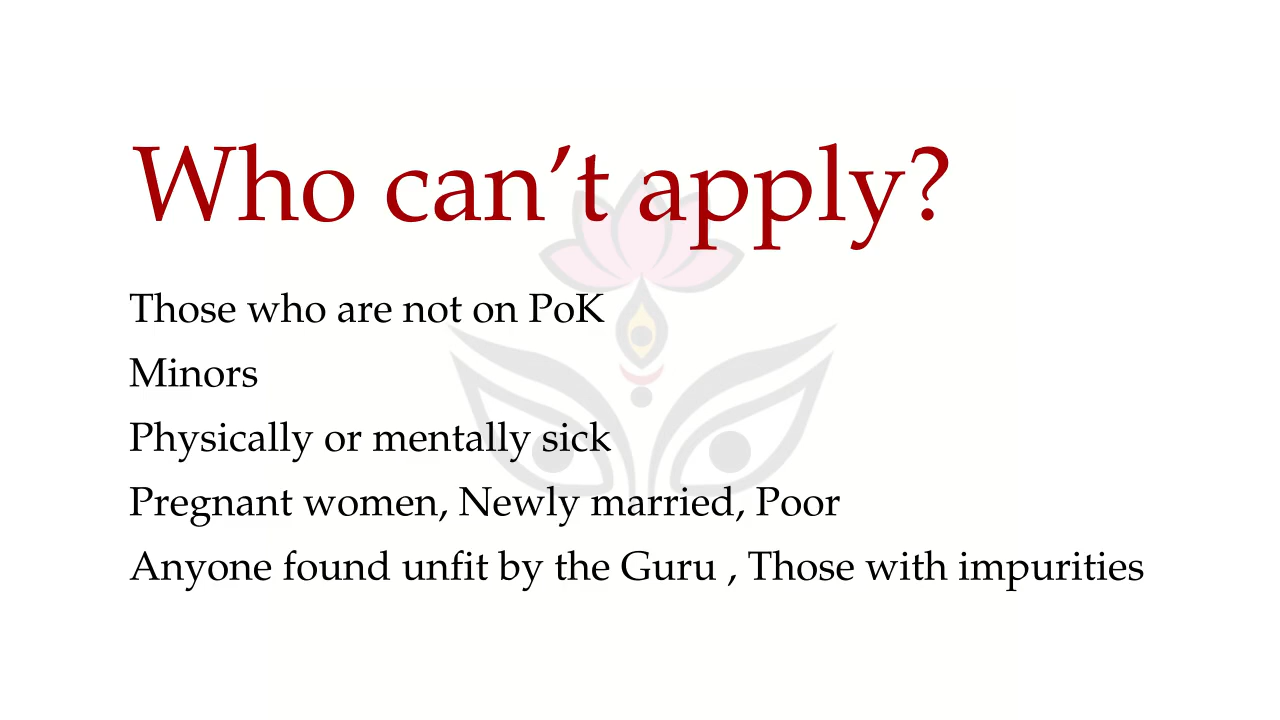 Who can’t apply?
Those who are not on PoK
Minors
Physically or mentally sick
Pregnant women, Newly married, Poor
Anyone found unfit by the Guru , Those with impurities